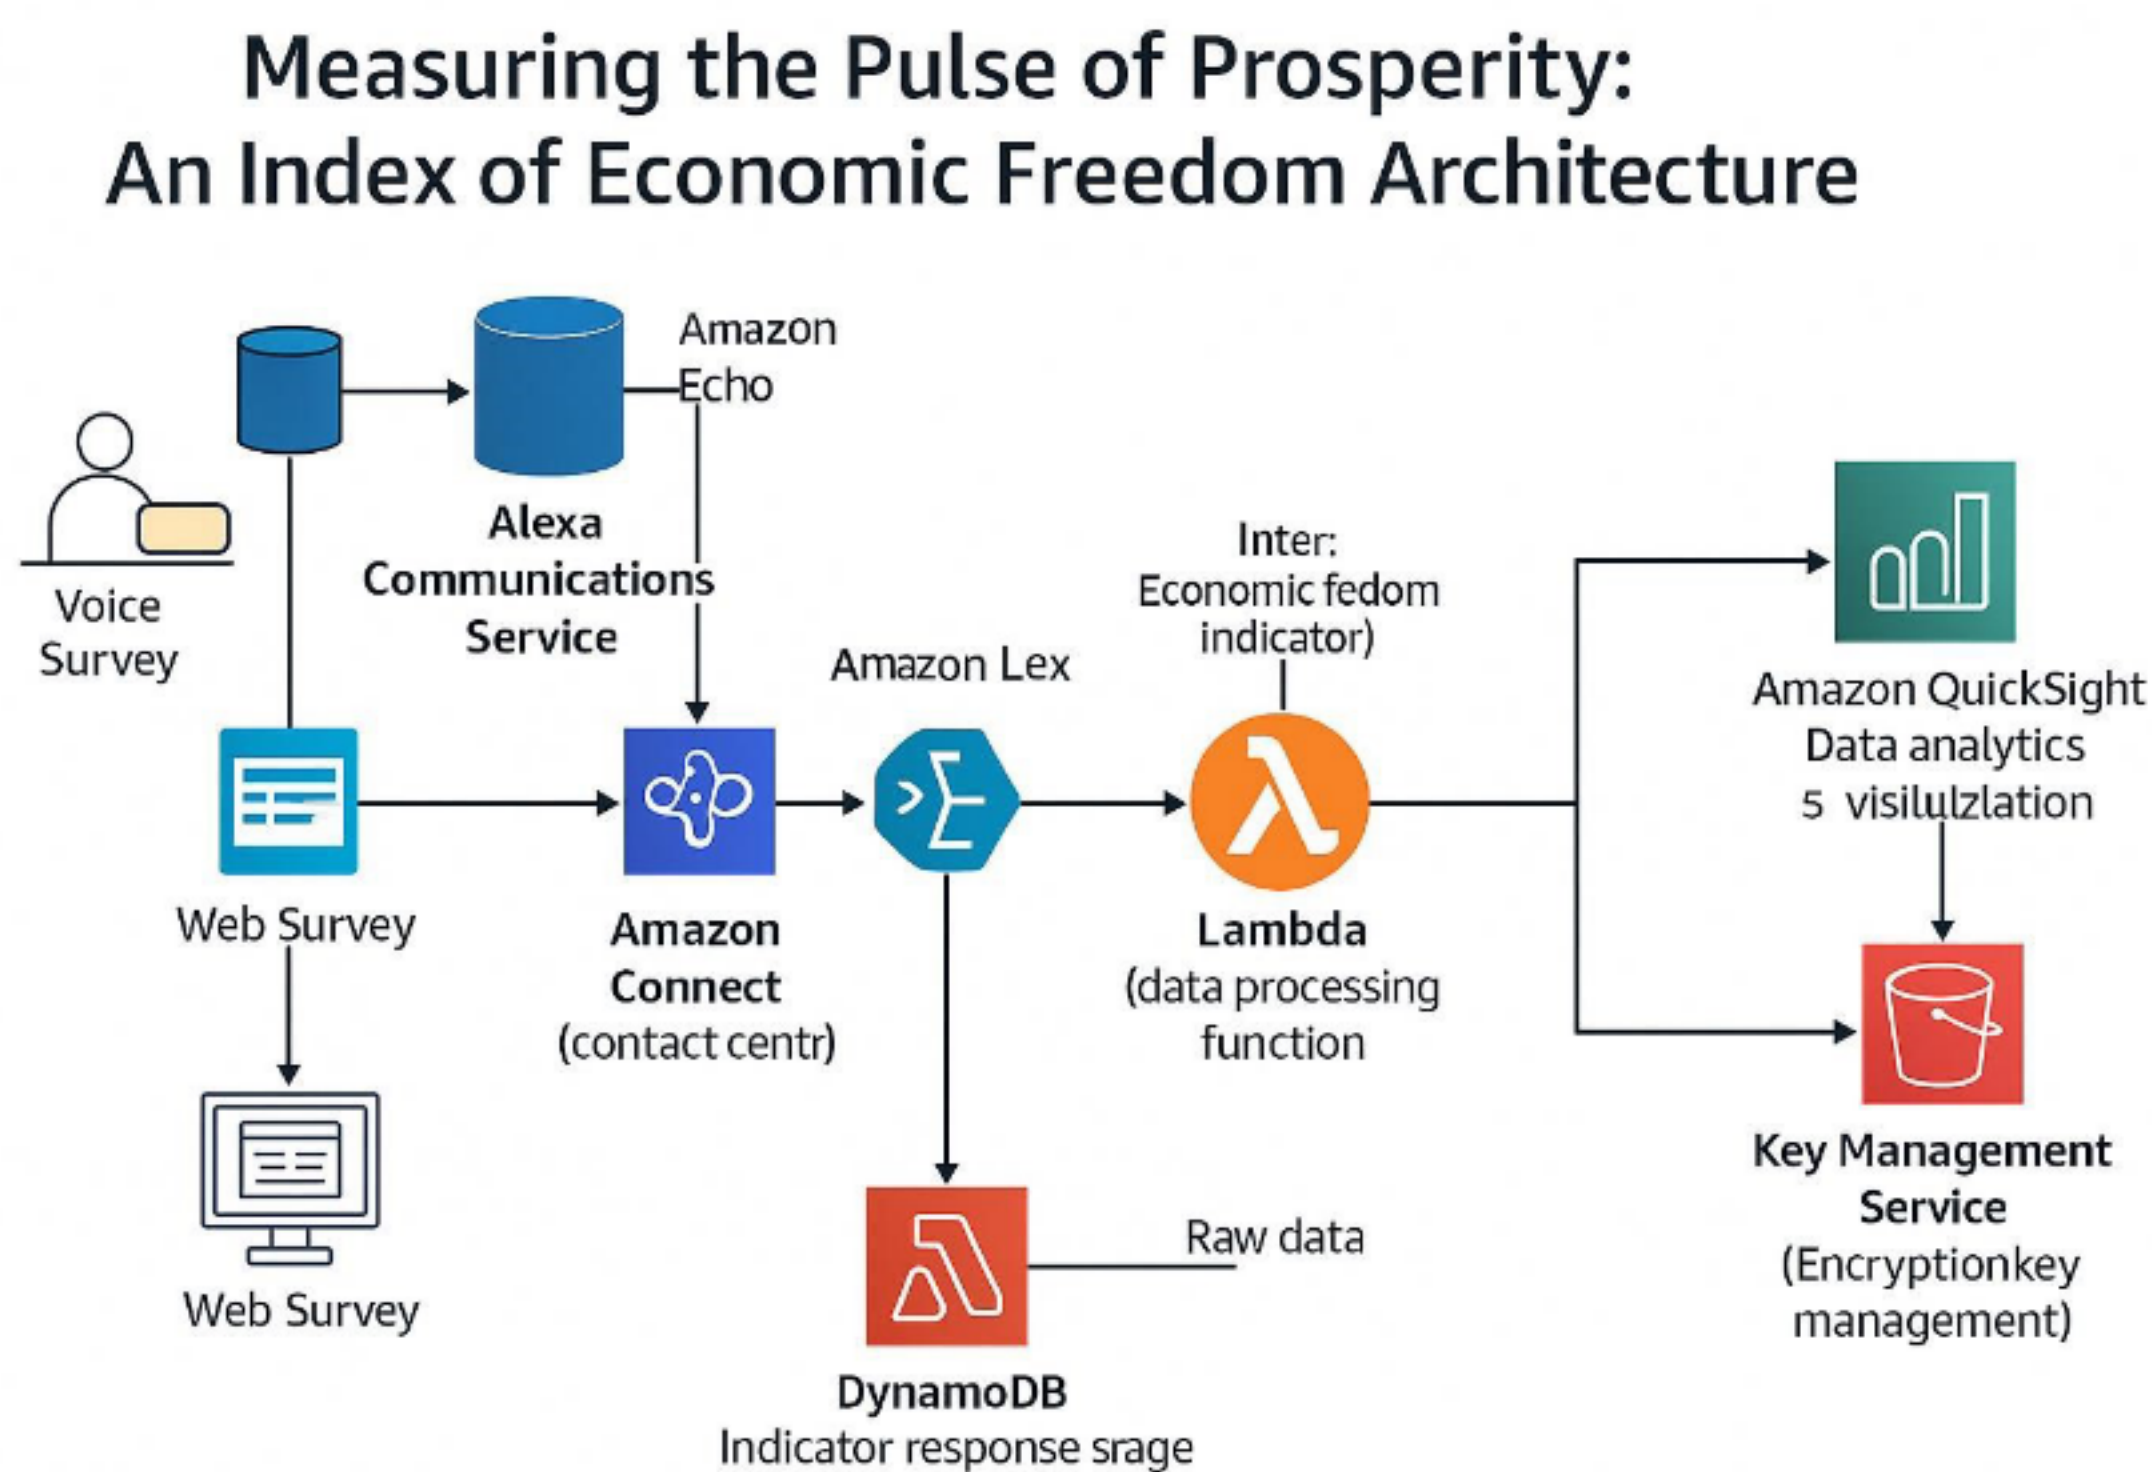 Measuring the Pulse of Prosperity:
An Index of Economic Freedom Architecture
Amazon
Echo
Voice
Survey
Alexa
Communications
Service
Web Survey
Web Survey
Amazon
Connect
(contact centr)
Amazon Lex
Inter:
Economic fedom
indicator)
Lambda
(data processing
function
DynamoDB
Indicator response srage
Raw data
Amazon QuickSight
Data analytics
5 visilulzlation
Key Management
Service
(Encryptionkey
management)